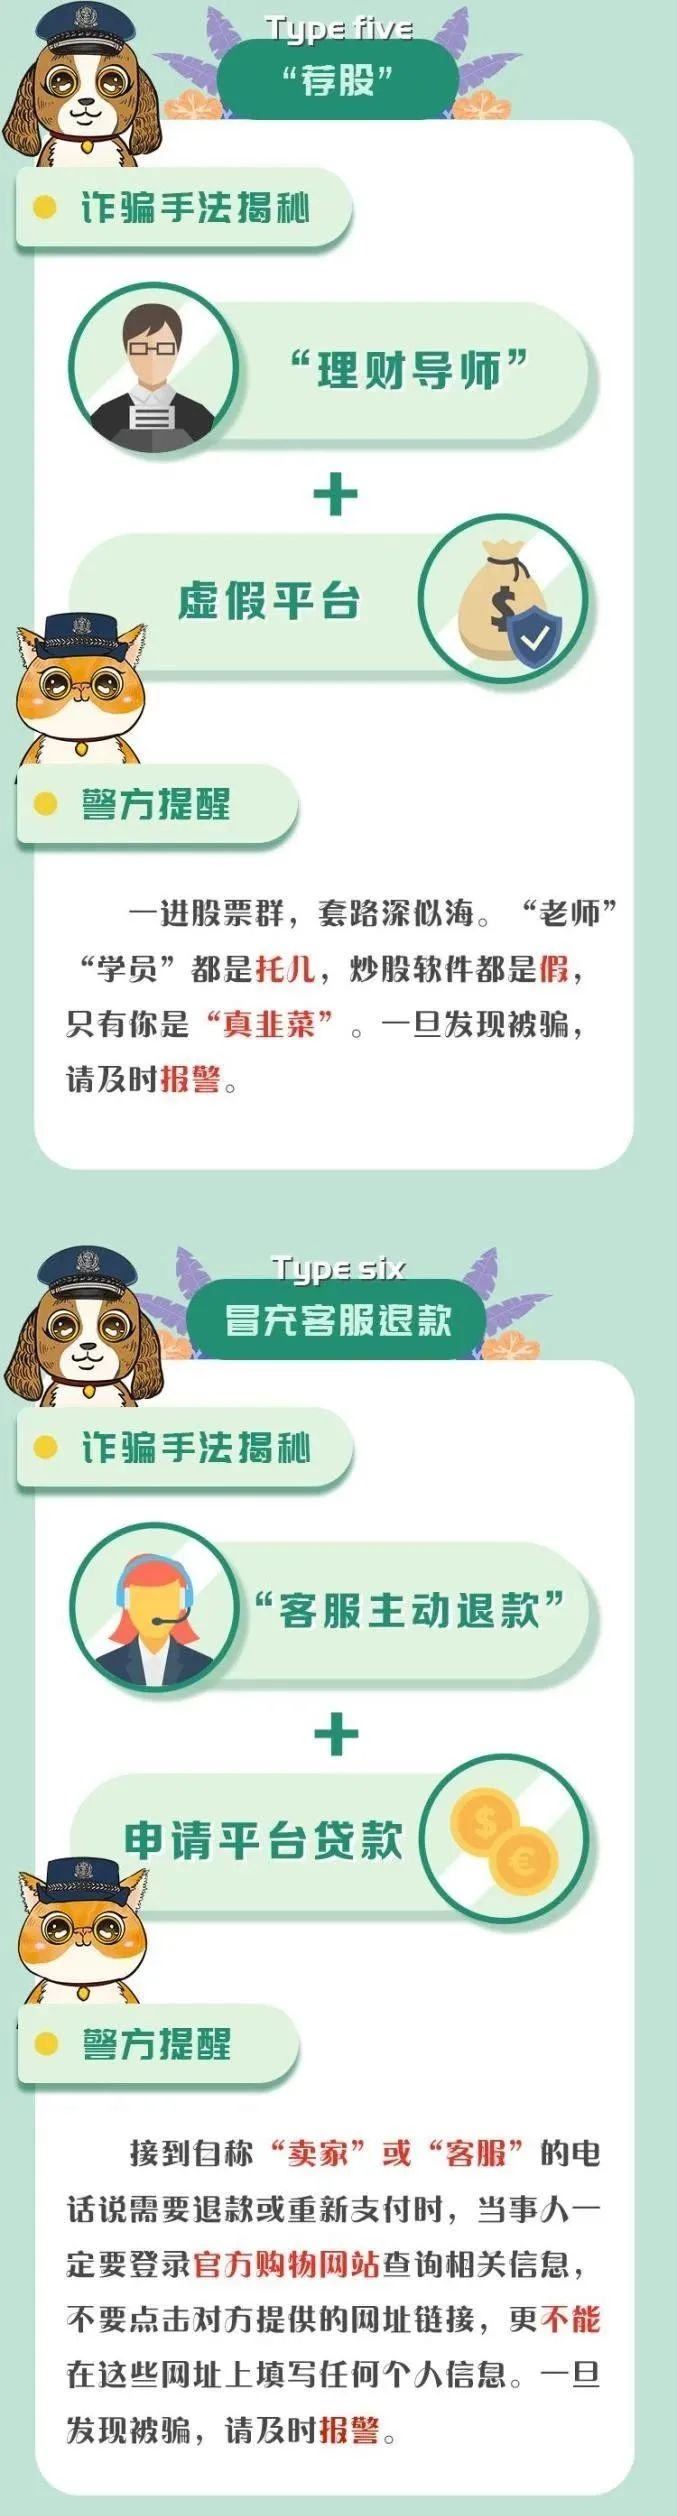 Type five
“荐股”
诈骗手法揭秘
“理财导师”
+
虚假平台
警方提醒
一进股票群，套路深似海。“老师”
“学员”都是托儿，炒股软件都是假，
只有你是“真韭菜”。一旦发现被骗，
请及时报警。
Type six
冒充客服退款
诈骗手法揭秘
“客服主动退款”
+
申请平台贷款
警方提醒
接到自称“卖家”或“客服”的电
话说需要退款或重新支付时，当事人一
定要登录官方购物网站查询相关信息，
不要点击对方提供的网址链接，更不能
在这些网址上填写任何个人信息。一旦
发现被骗，请及时报警。